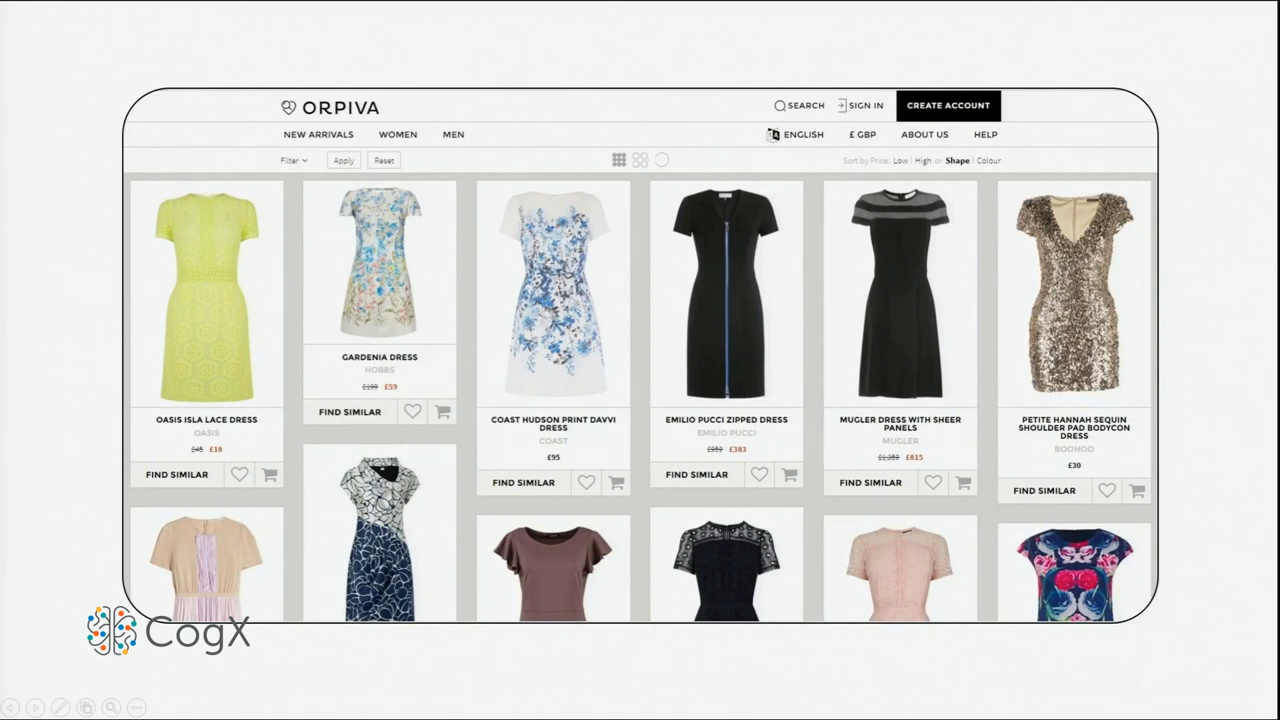 ORPIVA
SEARCH SIGN IN CREATE ACCOUNT
NEW ARRIVALS WOMEN MEN
ENGLISH £ GBP ABOUT US HELP
Filter Apply Reset
Sort by Price: Low | High or Shape | Colour
OASIS ISLA LACE DRESS
OASIS
£45 £18
FIND SIMILAR
GARDENIA DRESS
HOBBS
£59
FIND SIMILAR
COAST HUDSON PRINT DAVVI
DRESS
COAST
£95
FIND SIMILAR
EMILIO PUCCI ZIPPED DRESS
EMILIO PUCCI
£959 £383
FIND SIMILAR
MUGLER DRESS WITH SHEER
PANELS
MUGLER
£815
FIND SIMILAR
PETITE HANNAH SEQUIN
SHOULDER PAD BODYCON
DRESS
BOOHOO
£30
FIND SIMILAR
CogX